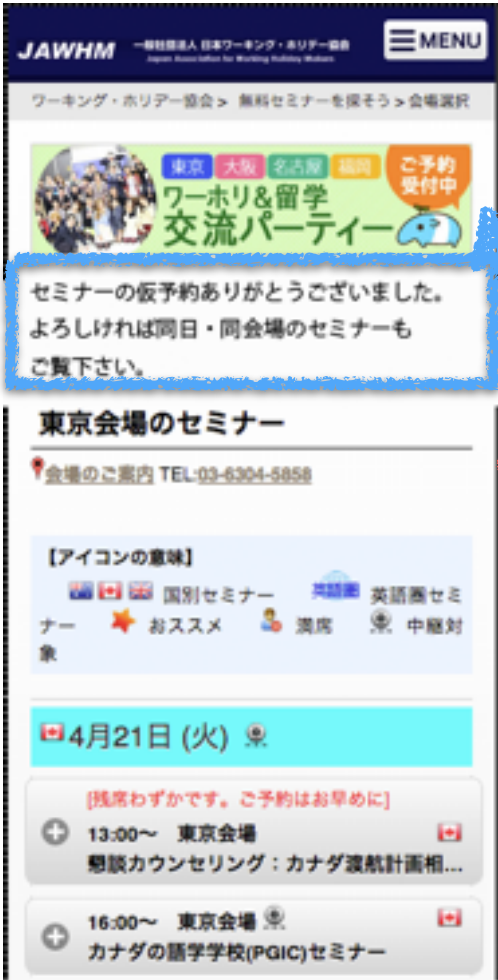 JAWHM 一般社団法人 日本ワーキング・ホリデー協会
Japan Association for Working Holiday Makers
MENU
ワーキング・ホリデー協会 > 無料セミナーを探そう > 会場選択
東京 大阪 名古屋 福岡
ご予約
受付中
ワーホリ&留学
交流パーティー
セミナーの仮予約ありがとうございました。
よろしければ同日・同会場のセミナーも
ご覧下さい。
東京会場のセミナー
会場のご案内 TEL:03-6304-5858
【アイコンの意味】
国別セミナー 英語圏 英語圏セミ
ナー おススメ 満席 中継対
象
4月21日 (火)
[残席わずかです。ご予約はお早めに]
13:00〜 東京会場
懇談カウンセリング：カナダ渡航計画相...
16:00〜 東京会場
カナダの語学学校(PGIC)セミナー